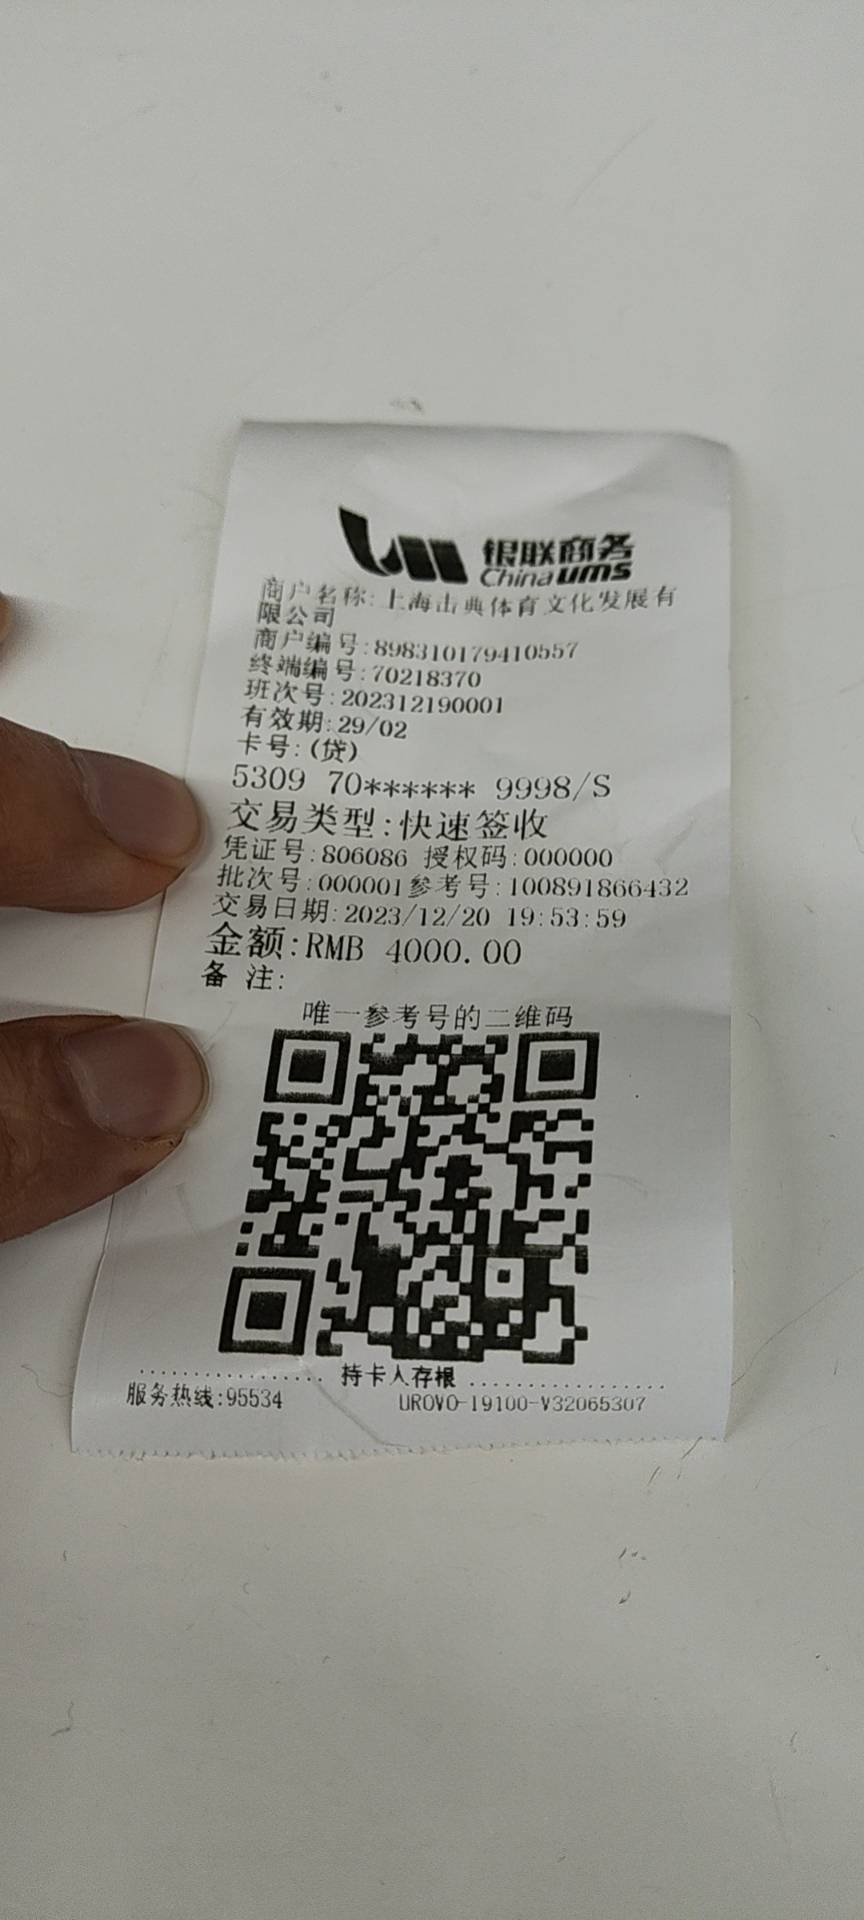 银联商务
China ums
商户名称:上海击典体育文化发展有
限公司
商户编号:898310179410557
终端编号:70218370
班次号:202312190001
有效期:29/02
卡号:(贷)
5309 70****** 9998/S
交易类型:快速签收
凭证号:806086 授权码:000000
批次号:000001参考号:100891866432
交易日期:2023/12/20 19:53:59
金额:RMB 4000.00
备 注:
唯一参考号的二维码
持卡人存根
服务热线:95534 UROVO-I9100-V32065307